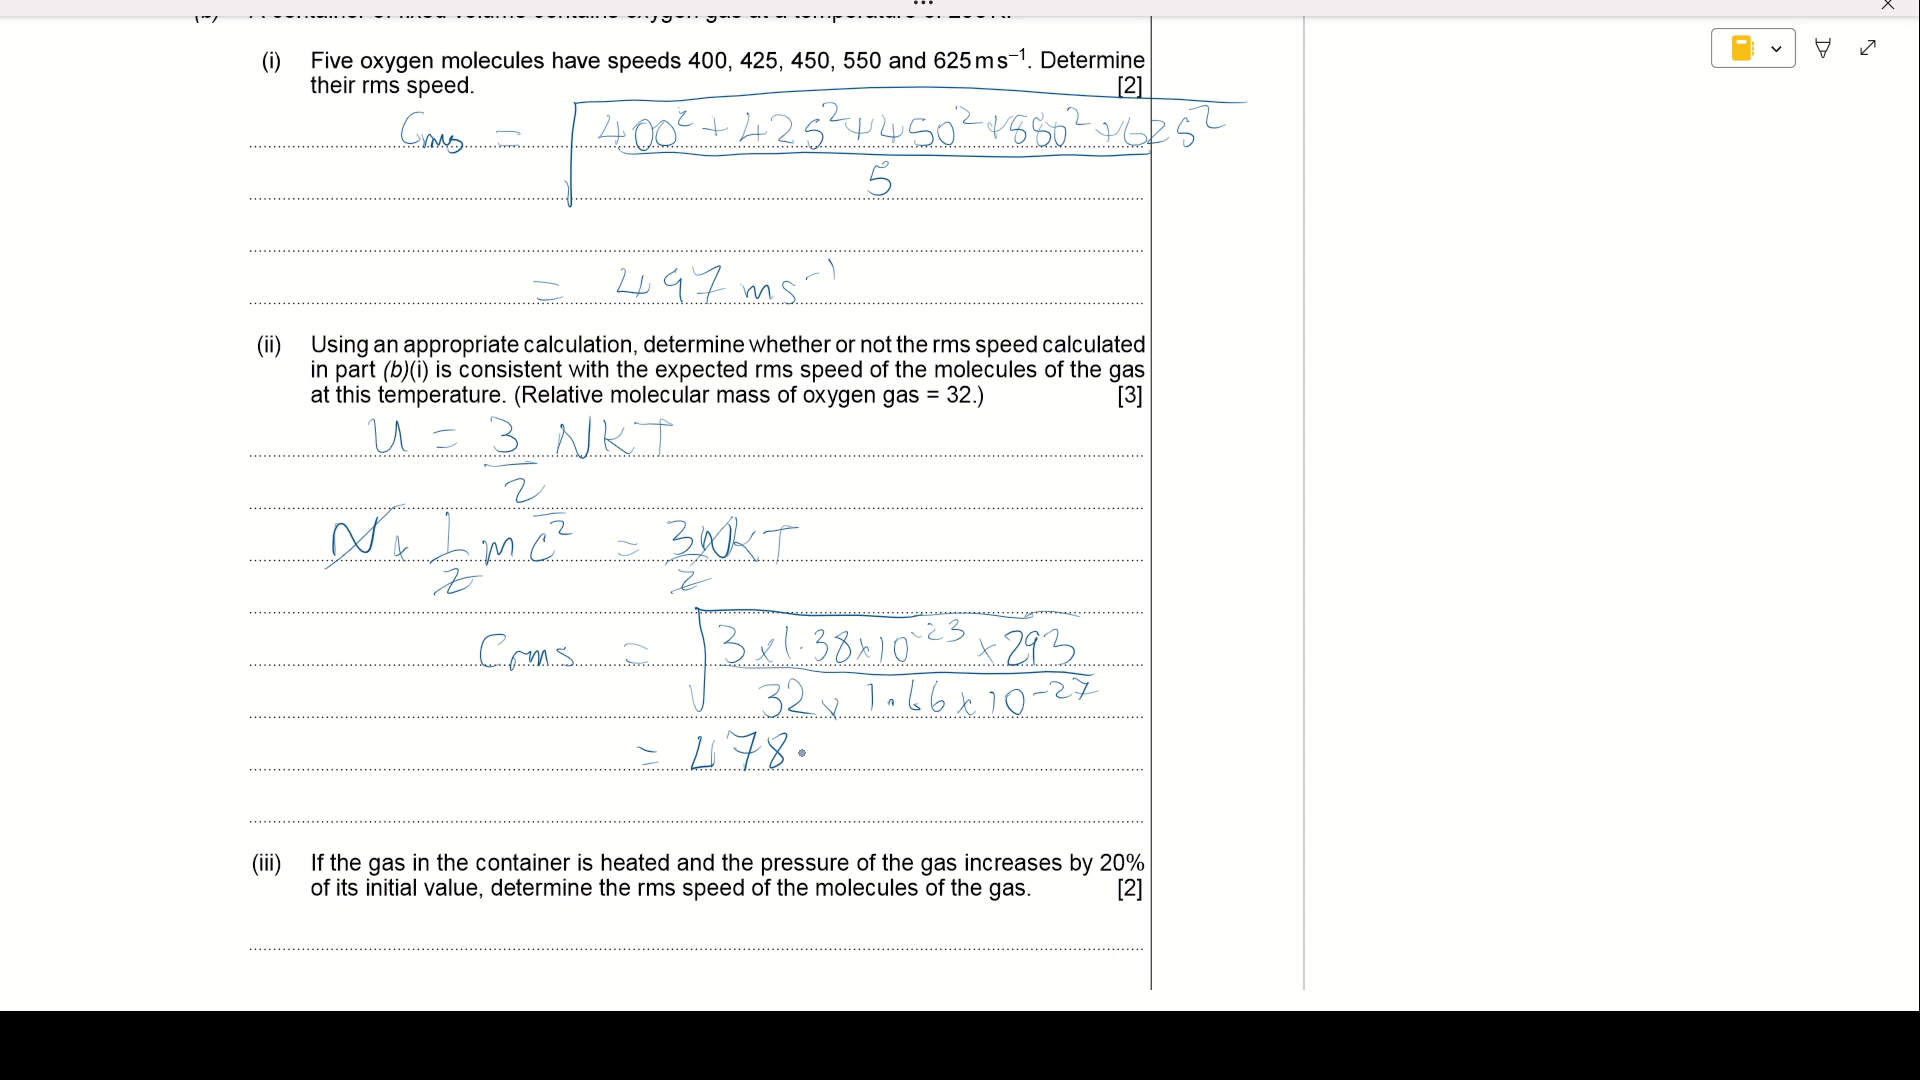 (i) Five oxygen molecules have speeds 400, 425, 450, 550 and 625 m s⁻¹. Determine
their rms speed. [2]
Crms = √(400² + 425² + 450² + 550² + 625²
5
= 497 ms⁻¹
(ii) Using an appropriate calculation, determine whether or not the rms speed calculated
in part (b)(i) is consistent with the expected rms speed of the molecules of the gas
at this temperature. (Relative molecular mass of oxygen gas = 32.) [3]
U = 3/2 NKT
N × 1/2 m c̄² = 3/2 NKT
Crms = √(3 × 1.38 × 10⁻²³ × 293
32 × 1.66 × 10⁻²⁷
= 478.
(iii) If the gas in the container is heated and the pressure of the gas increases by 20%
of its initial value, determine the rms speed of the molecules of the gas. [2]